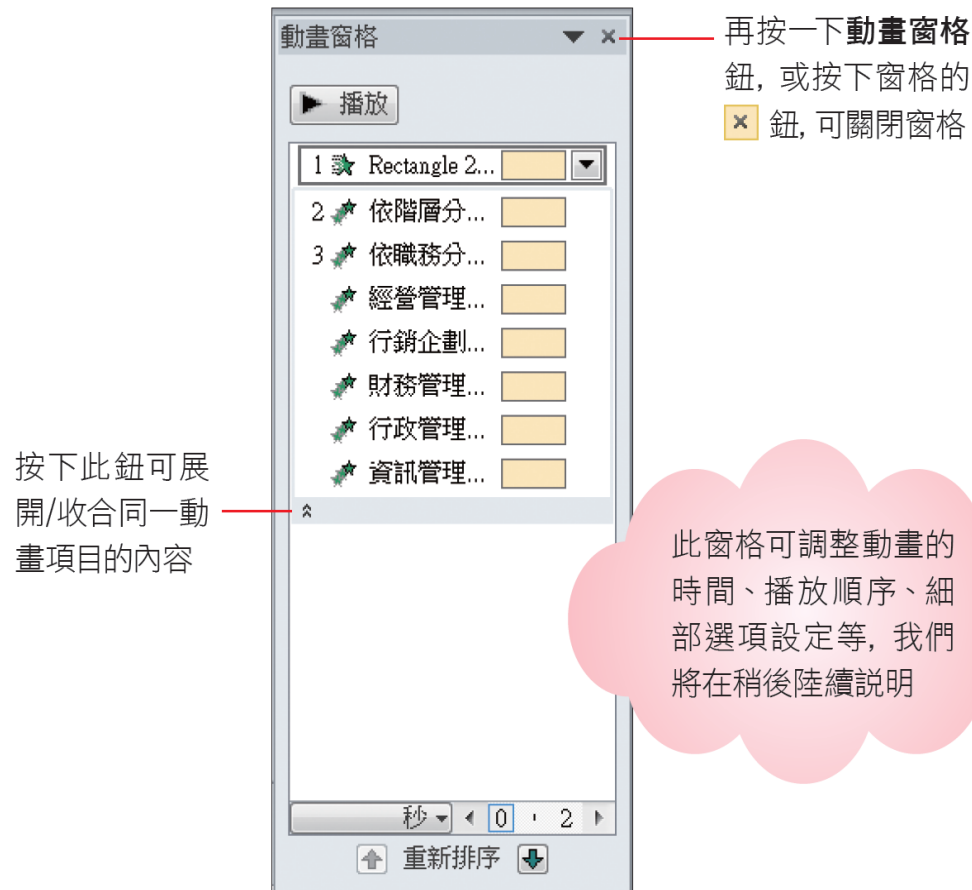 動畫窗格
再按一下動畫窗格
鈕, 或按下窗格的
鈕, 可關閉窗格
播放
1 Rectangle 2...
2 依階層分...
3 依職務分...
經營管理...
行銷企劃...
財務管理...
行政管理...
資訊管理...
按下此鈕可展
開/收合同一動
畫項目的內容
此窗格可調整動畫的
時間、播放順序、細
部選項設定等, 我們
將在稍後陸續說明
秒 0 2
重新排序